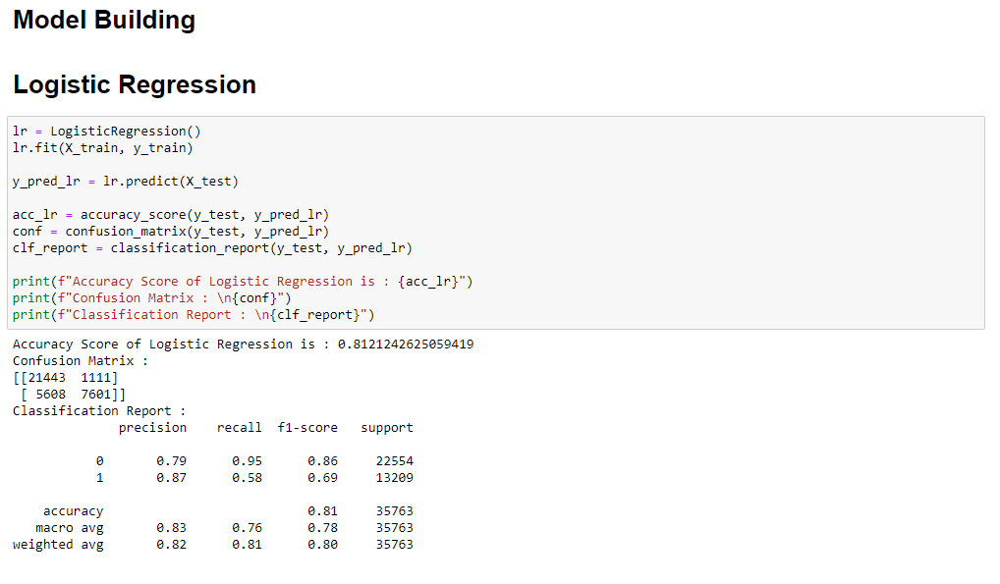 Model Building
Logistic Regression
lr = LogisticRegression()
lr.fit(X_train, y_train)
y_pred_lr = lr.predict(X_test)
acc_lr = accuracy_score(y_test, y_pred_lr)
conf = confusion_matrix(y_test, y_pred_lr)
clf_report = classification_report(y_test, y_pred_lr)
print(f"Accuracy Score of Logistic Regression is : {acc_lr}")
print(f"Confusion Matrix : \n{conf}")
print(f"Classification Report : \n{clf_report}")
Accuracy Score of Logistic Regression is : 0.8121242625059419
Confusion Matrix :
[[21443  1111]
 [ 5608  7601]]
Classification Report :
              precision    recall  f1-score   support
           0       0.79      0.95      0.86     22554
           1       0.87      0.58      0.69     13209
    accuracy                           0.81     35763
   macro avg       0.83      0.76      0.78     35763
weighted avg       0.82      0.81      0.80     35763